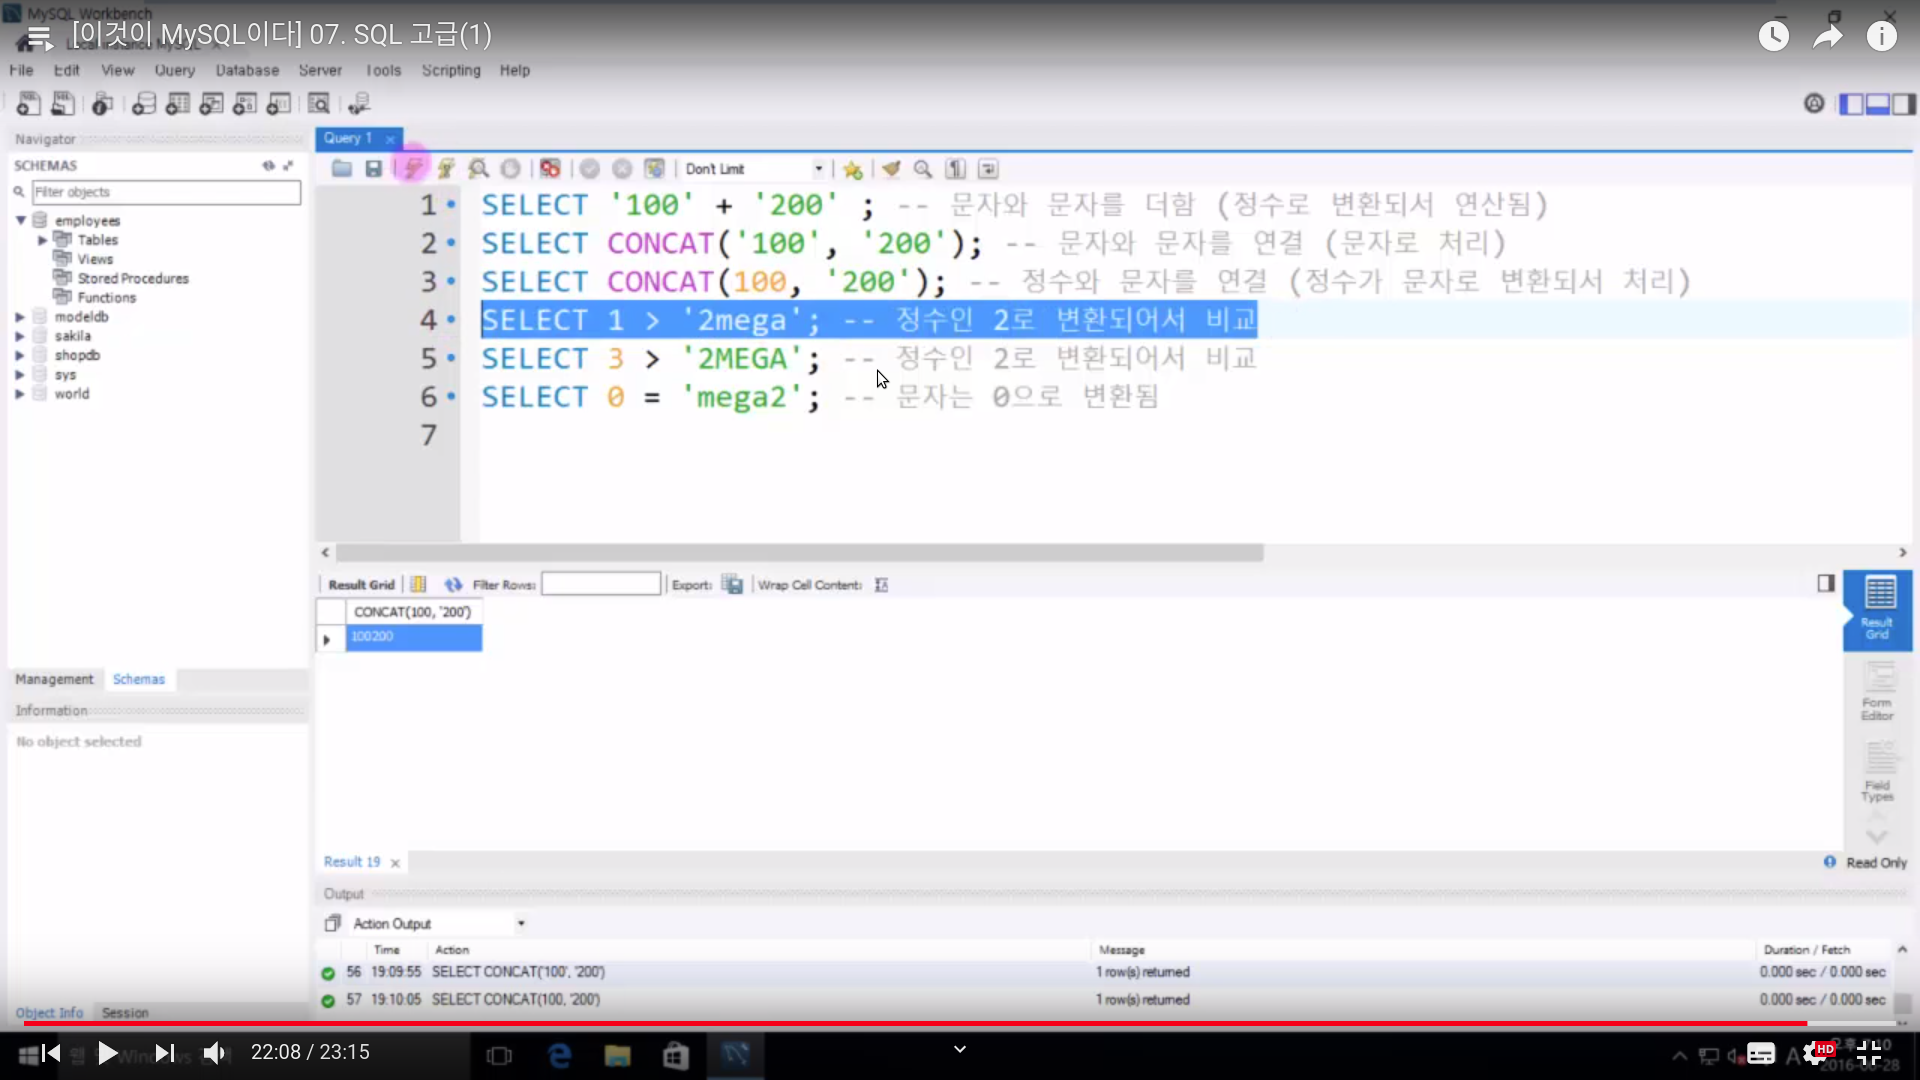 MySQL Workbench
[이것이 MySQL이다] 07. SQL 고급(1)
File Edit View Query Database Server Tools Scripting Help
Navigator
Query 1
SCHEMAS
Don't Limit
Filter objects
employees
Tables
Views
Stored Procedures
Functions
modeldb
sakila
shopdb
sys
world
1 SELECT '100' + '200' ; -- 문자와 문자를 더함 (정수로 변환되서 연산됨)
2 SELECT CONCAT('100', '200'); -- 문자와 문자를 연결 (문자로 처리)
3 SELECT CONCAT(100, '200'); -- 정수와 문자를 연결 (정수가 문자로 변환되서 처리)
4 SELECT 1 > '2mega'; -- 정수인 2로 변환되어서 비교
5 SELECT 3 > '2MEGA'; -- 정수인 2로 변환되어서 비교
6 SELECT 0 = 'mega2'; -- 문자는 0으로 변환됨
7
Result Grid Filter Rows: Export: Wrap Cell Content:
CONCAT(100, '200')
100200
Result Grid
Form Editor
Field Types
Management Schemas
Information
No object selected
Result 19
Read Only
Output
Action Output
Time Action Message Duration / Fetch
56 19:09:55 SELECT CONCAT('100', '200') 1 row(s) returned 0.000 sec / 0.000 sec
57 19:10:05 SELECT CONCAT(100, '200') 1 row(s) returned 0.000 sec / 0.000 sec
Object Info Session
22:08 / 23:15
HD